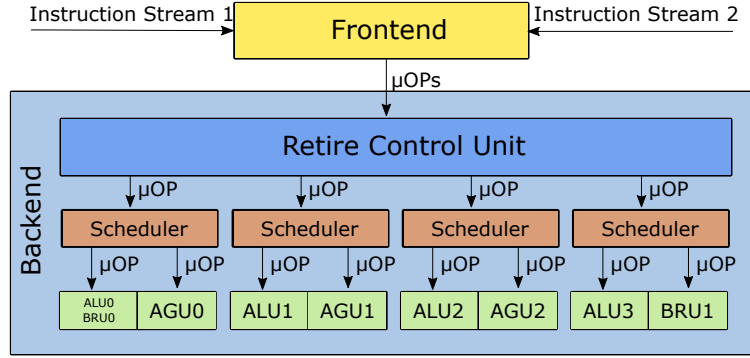 Instruction Stream 1
Frontend
Instruction Stream 2
µOPs
Backend
Retire Control Unit
µOP
µOP
µOP
µOP
Scheduler
Scheduler
Scheduler
Scheduler
µOP
µOP
µOP
µOP
µOP
µOP
µOP
µOP
ALU0
BRU0
AGU0
ALU1
AGU1
ALU2
AGU2
ALU3
BRU1